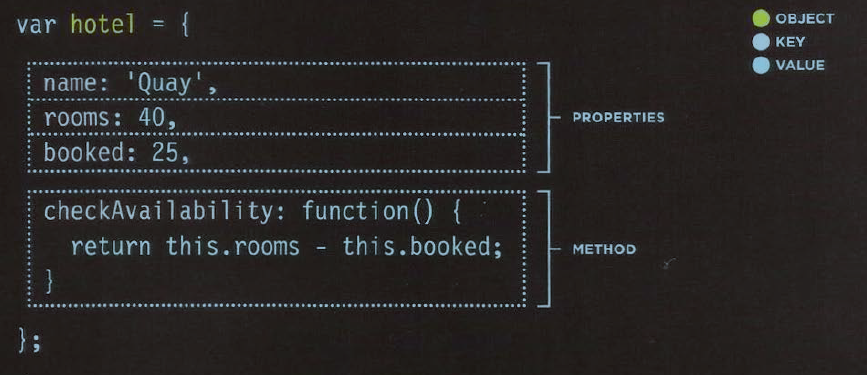 var hotel = {
OBJECT
KEY
VALUE
name: 'Quay',
rooms: 40,
booked: 25,
PROPERTIES
checkAvailability: function() {
return this.rooms - this.booked;
}
METHOD
};